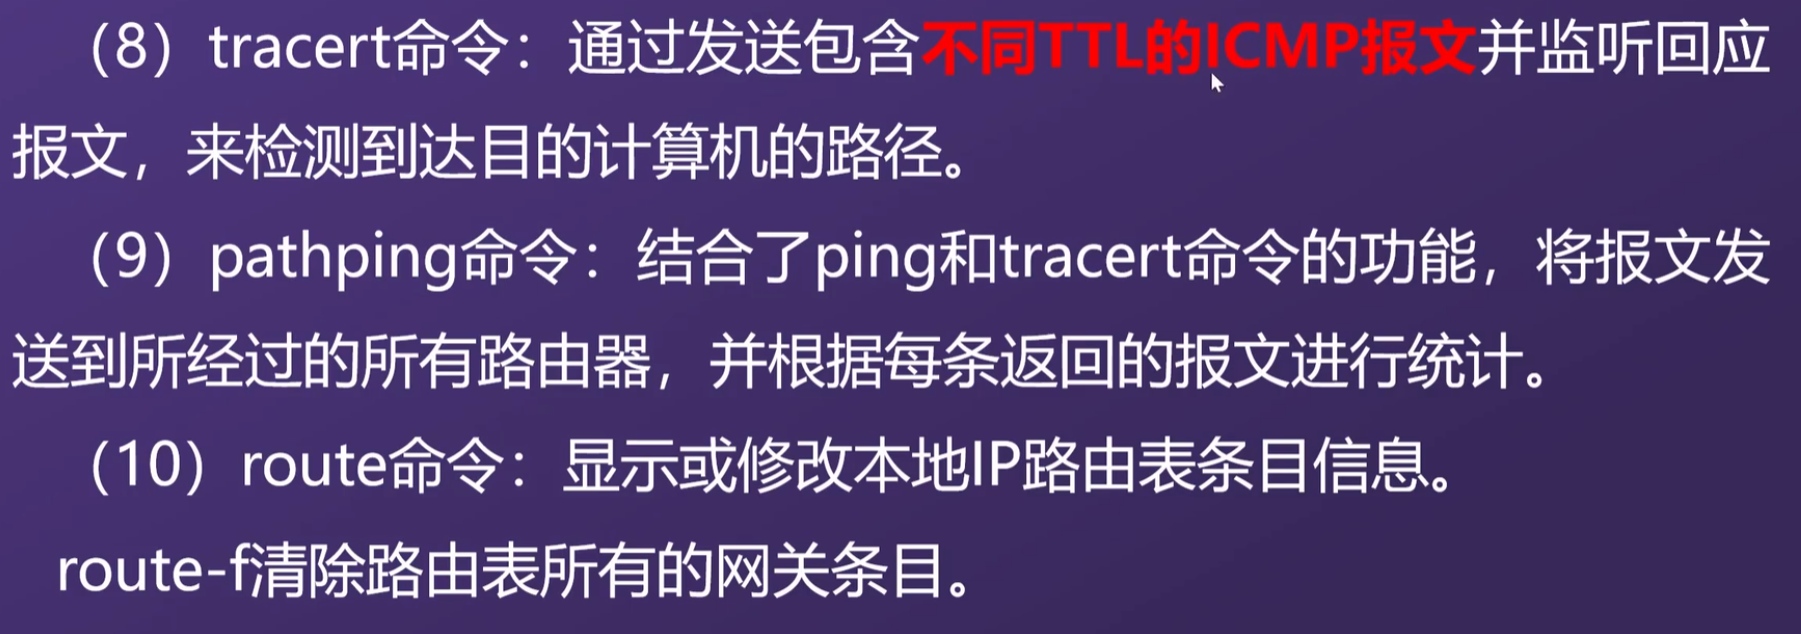 （8）tracert命令：通过发送包含不同TTL的ICMP报文并监听回应
报文，来检测到达目的计算机的路径。
（9）pathping命令：结合了ping和tracert命令的功能，将报文发
送到所经过的所有路由器，并根据每条返回的报文进行统计。
（10）route命令：显示或修改本地IP路由表条目信息。
route-f清除路由表所有的网关条目。